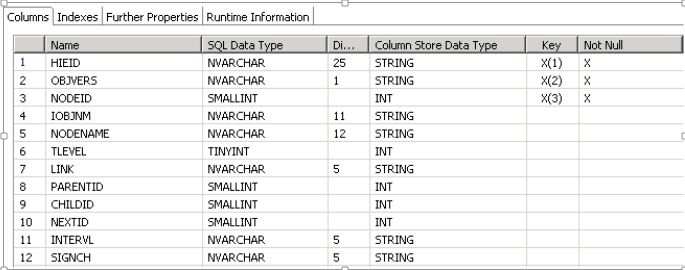 Columns Indexes Further Properties Runtime Information
Name SQL Data Type Di... Column Store Data Type Key Not Null
1 HIEID NVARCHAR 25 STRING X(1) X
2 OBJVERS NVARCHAR 1 STRING X(2) X
3 NODEID SMALLINT INT X(3) X
4 IOBJNM NVARCHAR 11 STRING
5 NODENAME NVARCHAR 12 STRING
6 TLEVEL TINYINT INT
7 LINK NVARCHAR 5 STRING
8 PARENTID SMALLINT INT
9 CHILDID SMALLINT INT
10 NEXTID SMALLINT INT
11 INTERVL NVARCHAR 5 STRING
12 SIGNCH NVARCHAR 5 STRING